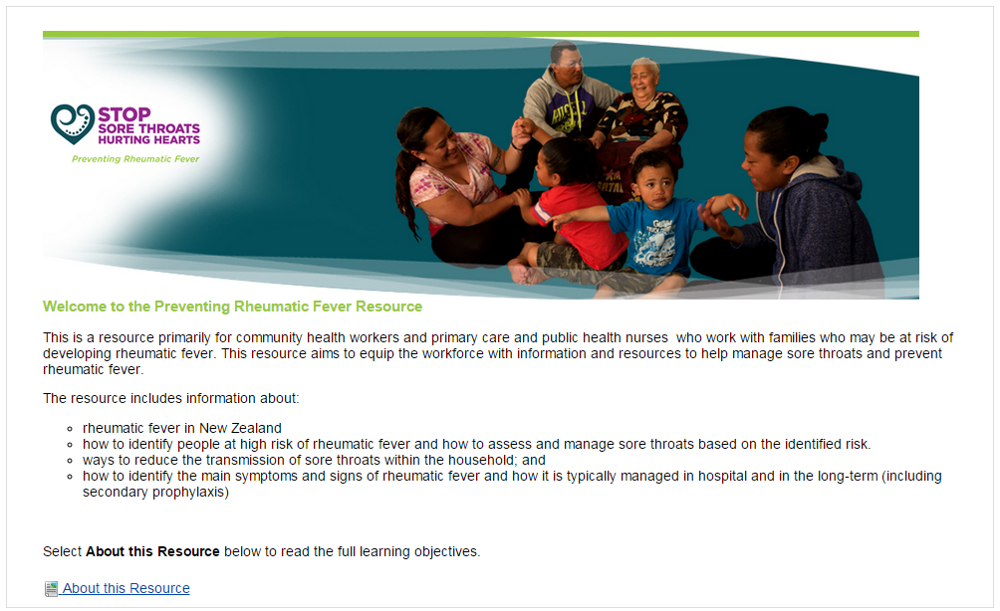 STOP
SORE THROATS
HURTING HEARTS
Preventing Rheumatic Fever
Welcome to the Preventing Rheumatic Fever Resource
This is a resource primarily for community health workers and primary care and public health nurses  who work with families who may be at risk of
developing rheumatic fever. This resource aims to equip the workforce with information and resources to help manage sore throats and prevent
rheumatic fever.
The resource includes information about:
rheumatic fever in New Zealand
how to identify people at high risk of rheumatic fever and how to assess and manage sore throats based on the identified risk.
ways to reduce the transmission of sore throats within the household; and
how to identify the main symptoms and signs of rheumatic fever and how it is typically managed in hospital and in the long-term (including
secondary prophylaxis)
Select About this Resource below to read the full learning objectives.
About this Resource